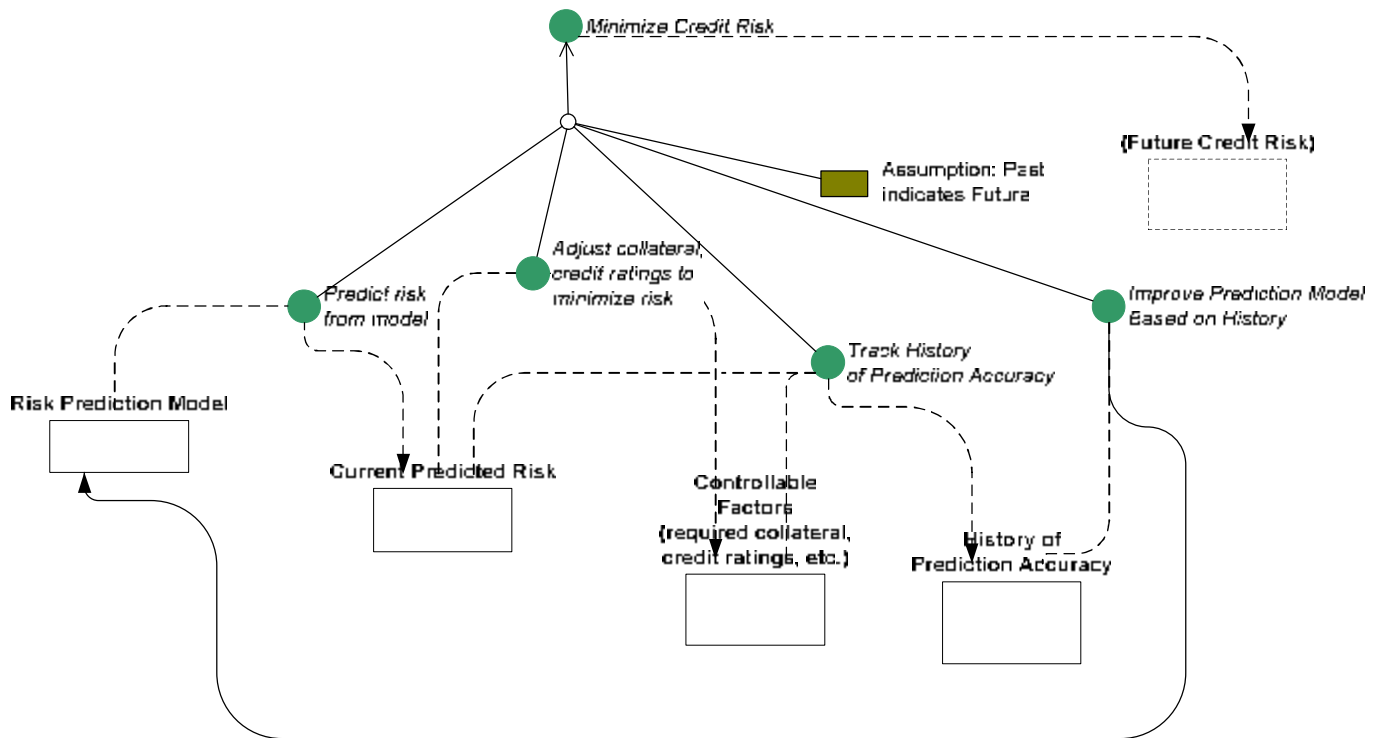 Minimize Credit Risk
(Future Credit Risk)
Assumption: Past
indicates Future
Adjust collateral,
credit ratings to
minimize risk
Predict risk
from model
Improve Prediction Model
Based on History
Track History
of Prediction Accuracy
Risk Prediction Model
Current Predicted Risk
Controllable
Factors
(required collateral,
credit ratings, etc.)
History of
Prediction Accuracy